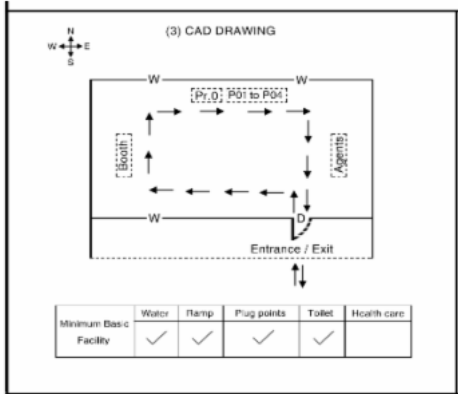 (3) CAD DRAWING
N
W E
S
W W
Pr.0 P01 to P04
Booth
Agents
W D
Entrance / Exit
Minimum Basic Facility Water Ramp Plug points Toilet Health care